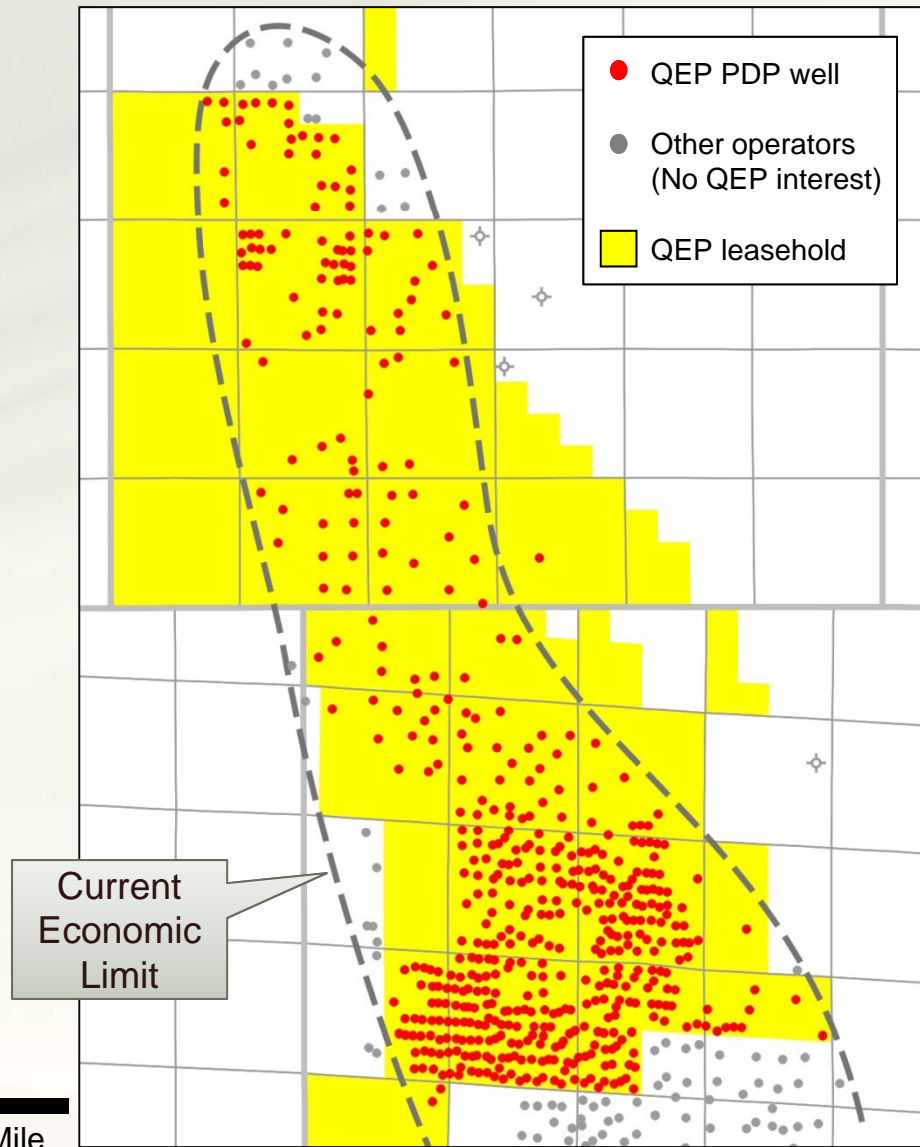 QEP PDP well
Other operators
(No QEP interest)
QEP leasehold
Current
Economic
Limit
Mile